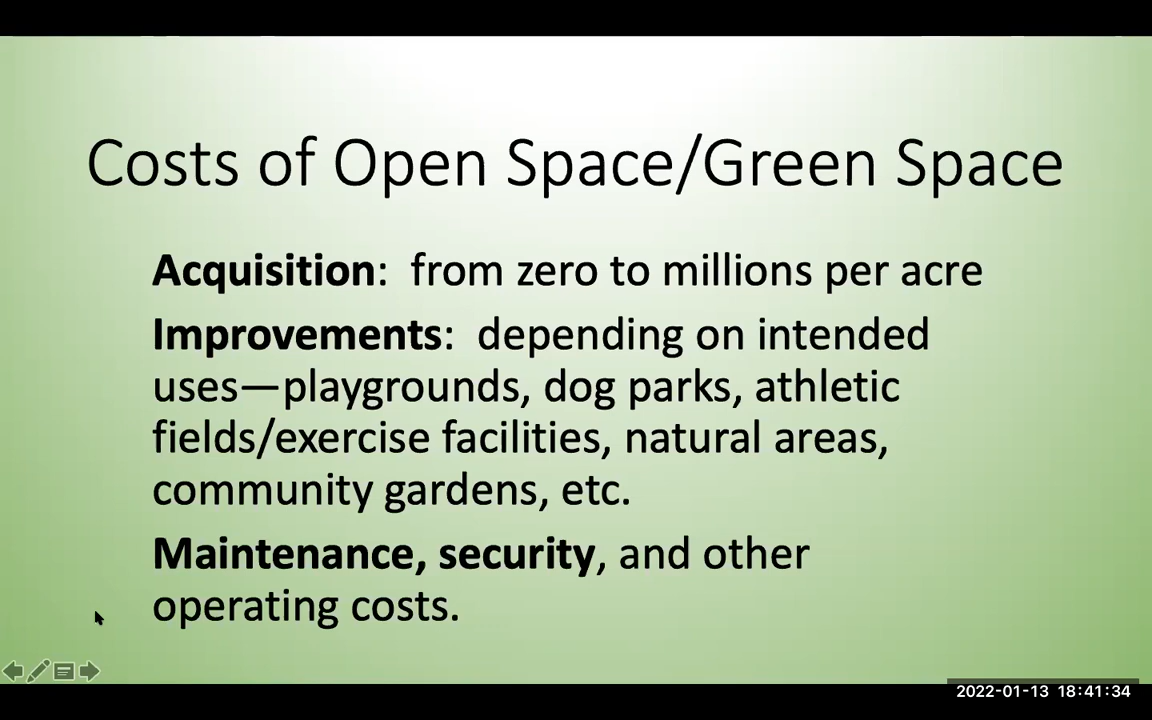 Costs of Open Space/Green Space
Acquisition:  from zero to millions per acre
Improvements:  depending on intended
uses—playgrounds, dog parks, athletic
fields/exercise facilities, natural areas,
community gardens, etc.
Maintenance, security, and other
operating costs.
2022-01-13 18:41:34